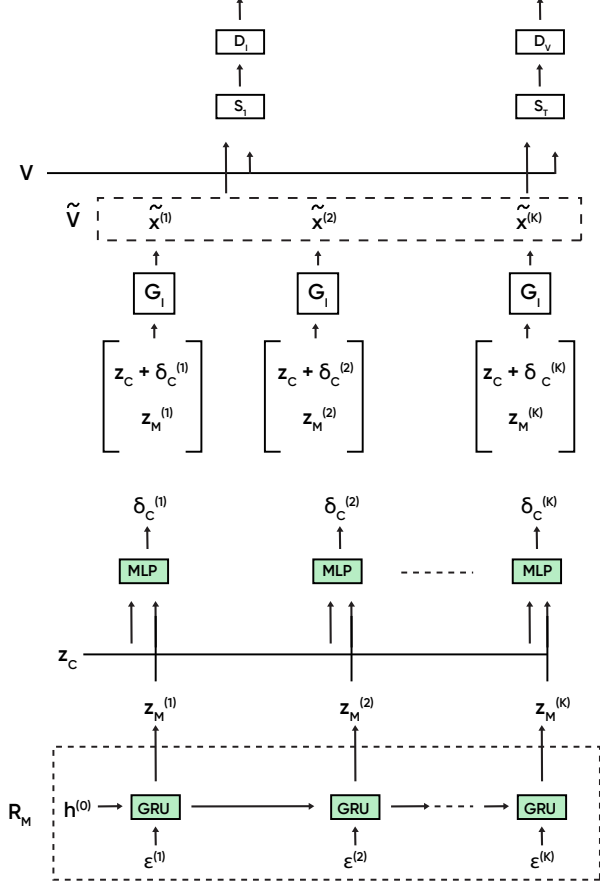 D_I D_V
S_1 S_T
V
Ṽ x̃^(1) x̃^(2) x̃^(K)
G_I G_I G_I
z_C + δ_C^(1) z_C + δ_C^(2) z_C + δ_C^(K)
z_M^(1) z_M^(2) z_M^(K)
δ_C^(1) δ_C^(2) δ_C^(K)
MLP MLP MLP
z_C
z_M^(1) z_M^(2) z_M^(K)
R_M h^(0) GRU GRU GRU
ε^(1) ε^(2) ε^(K)